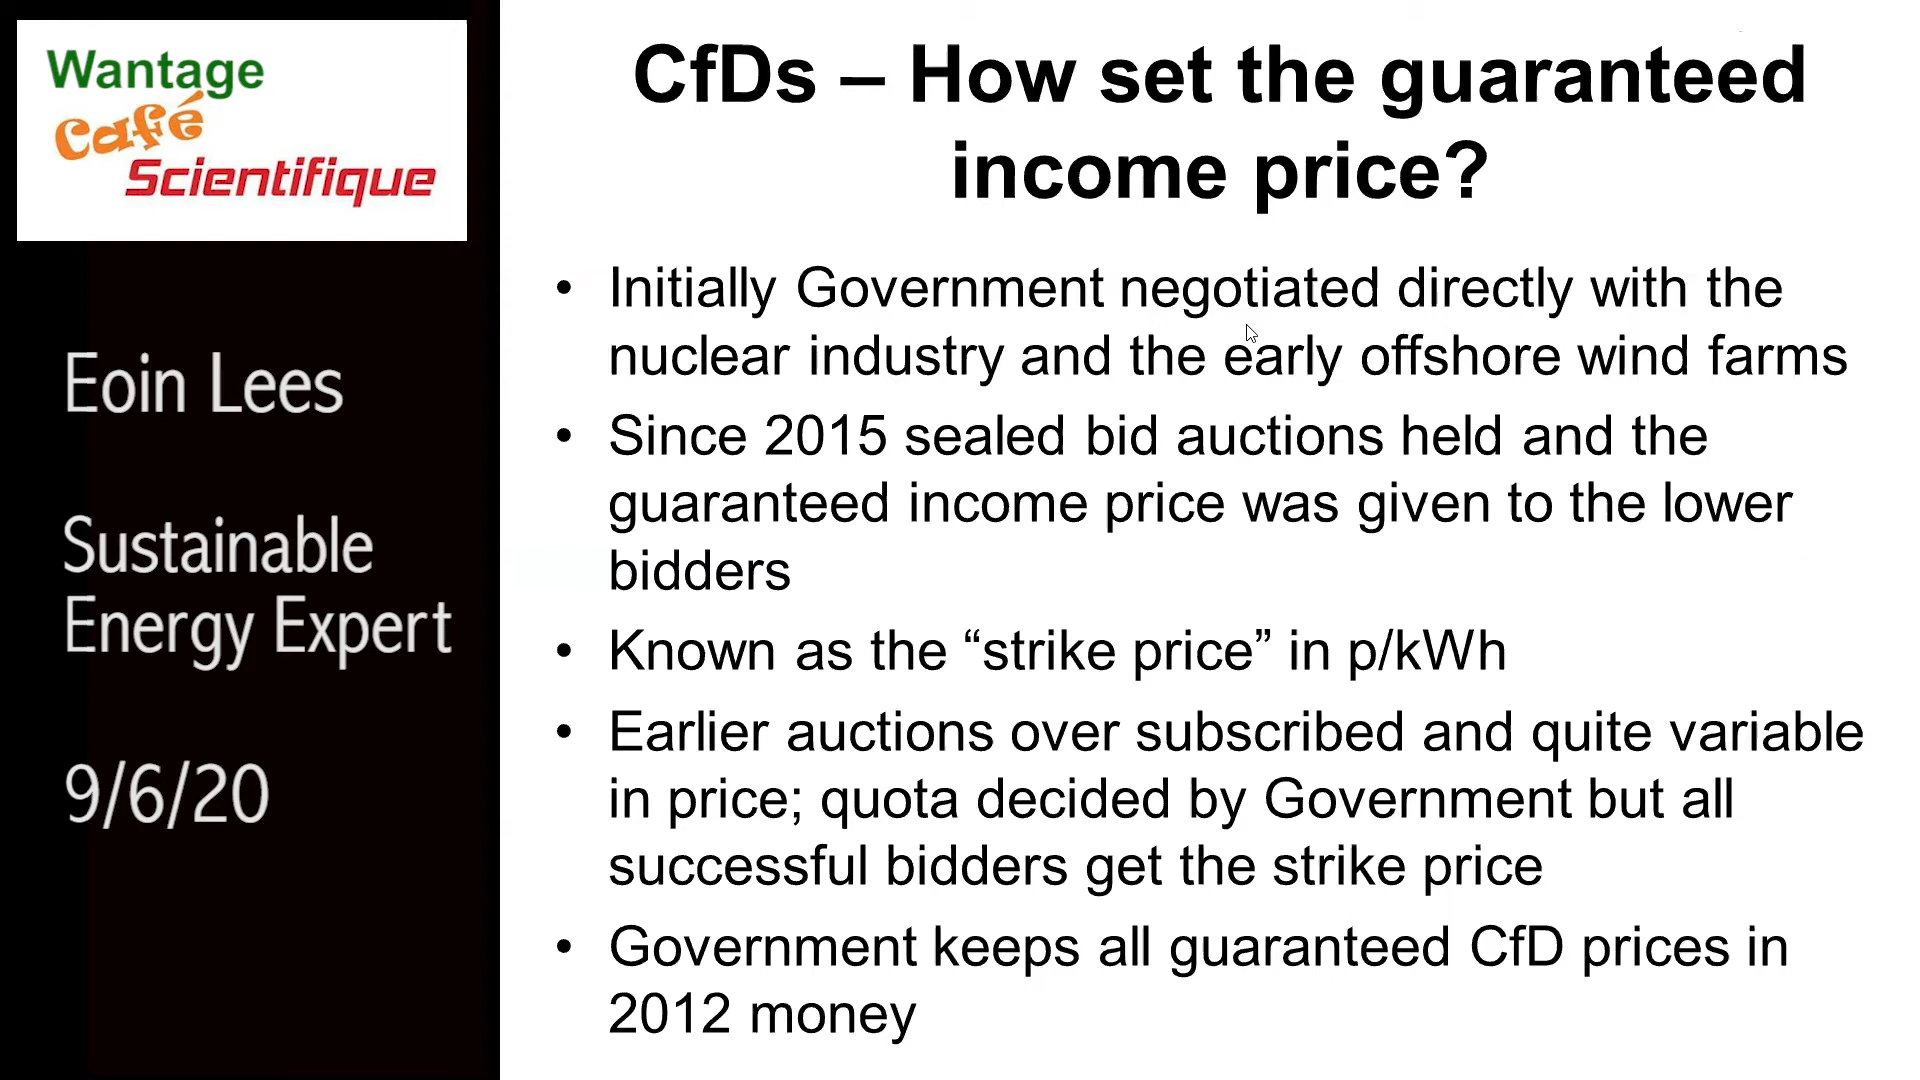 Wantage
Café
Scientifique
Eoin Lees
Sustainable
Energy Expert
9/6/20
CfDs – How set the guaranteed
income price?
• Initially Government negotiated directly with the
nuclear industry and the early offshore wind farms
• Since 2015 sealed bid auctions held and the
guaranteed income price was given to the lower
bidders
• Known as the “strike price” in p/kWh
• Earlier auctions over subscribed and quite variable
in price; quota decided by Government but all
successful bidders get the strike price
• Government keeps all guaranteed CfD prices in
2012 money